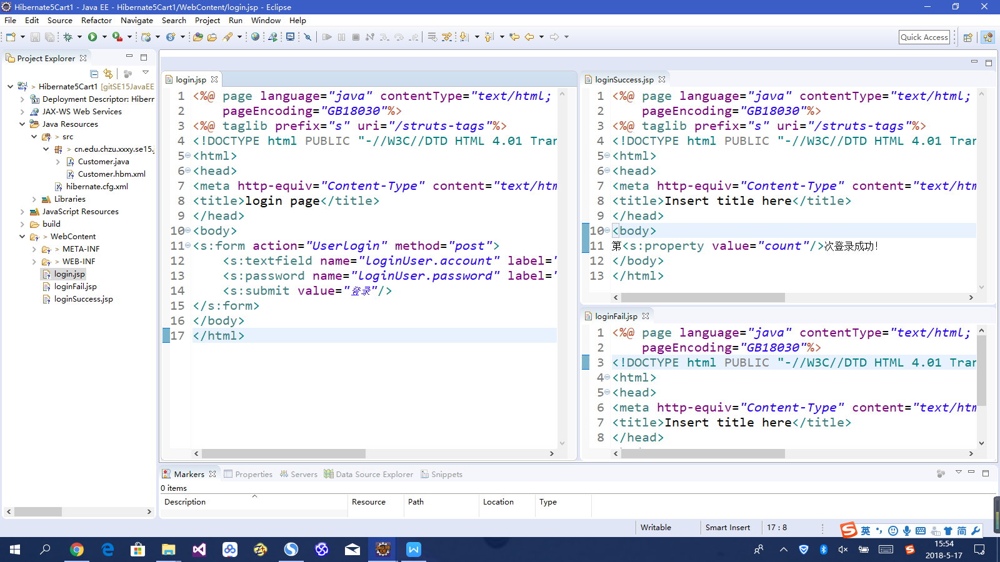 Hibernate5Cart1 - Java EE - Hibernate5Cart1/WebContent/login.jsp - Eclipse
File Edit Source Refactor Navigate Search Project Run Window Help
Quick Access
Project Explorer
> Hibernate5Cart1 [gitSE15JavaEE
Deployment Descriptor: Hibern
JAX-WS Web Services
Java Resources
> src
> cn.edu.chzu.xxxy.se15.j
Customer.java
Customer.hbm.xml
hibernate.cfg.xml
Libraries
JavaScript Resources
build
> WebContent
> META-INF
> WEB-INF
login.jsp
loginFail.jsp
loginSuccess.jsp
login.jsp
1 <%@ page language="java" contentType="text/html;
2     pageEncoding="GB18030"%>
3 <%@ taglib prefix="s" uri="/struts-tags"%>
4 <!DOCTYPE html PUBLIC "-//W3C//DTD HTML 4.01 Tran
5 <html>
6 <head>
7 <meta http-equiv="Content-Type" content="text/htm
8 <title>login page</title>
9 </head>
10 <body>
11 <s:form action="Userlogin" method="post">
12     <s:textfield name="loginUser.account" label="
13     <s:password name="loginUser.password" label="
14     <s:submit value="登录"/>
15 </s:form>
16 </body>
17 </html>
loginSuccess.jsp
1 <%@ page language="java" contentType="text/html;
2     pageEncoding="GB18030"%>
3 <%@ taglib prefix="s" uri="/struts-tags"%>
4 <!DOCTYPE html PUBLIC "-//W3C//DTD HTML 4.01 Tran
5 <html>
6 <head>
7 <meta http-equiv="Content-Type" content="text/htm
8 <title>Insert title here</title>
9 </head>
10 <body>
11 第<s:property value="count"/>次登录成功!
12 </body>
13 </html>
loginFail.jsp
1 <%@ page language="java" contentType="text/html;
2     pageEncoding="GB18030"%>
3 <!DOCTYPE html PUBLIC "-//W3C//DTD HTML 4.01 Tran
4 <html>
5 <head>
6 <meta http-equiv="Content-Type" content="text/htm
7 <title>Insert title here</title>
8 </head>
Markers Properties Servers Data Source Explorer Snippets
0 items
Description Resource Path Location Type
Writable Smart Insert 17 : 8
英 简
15:54
2018-5-17